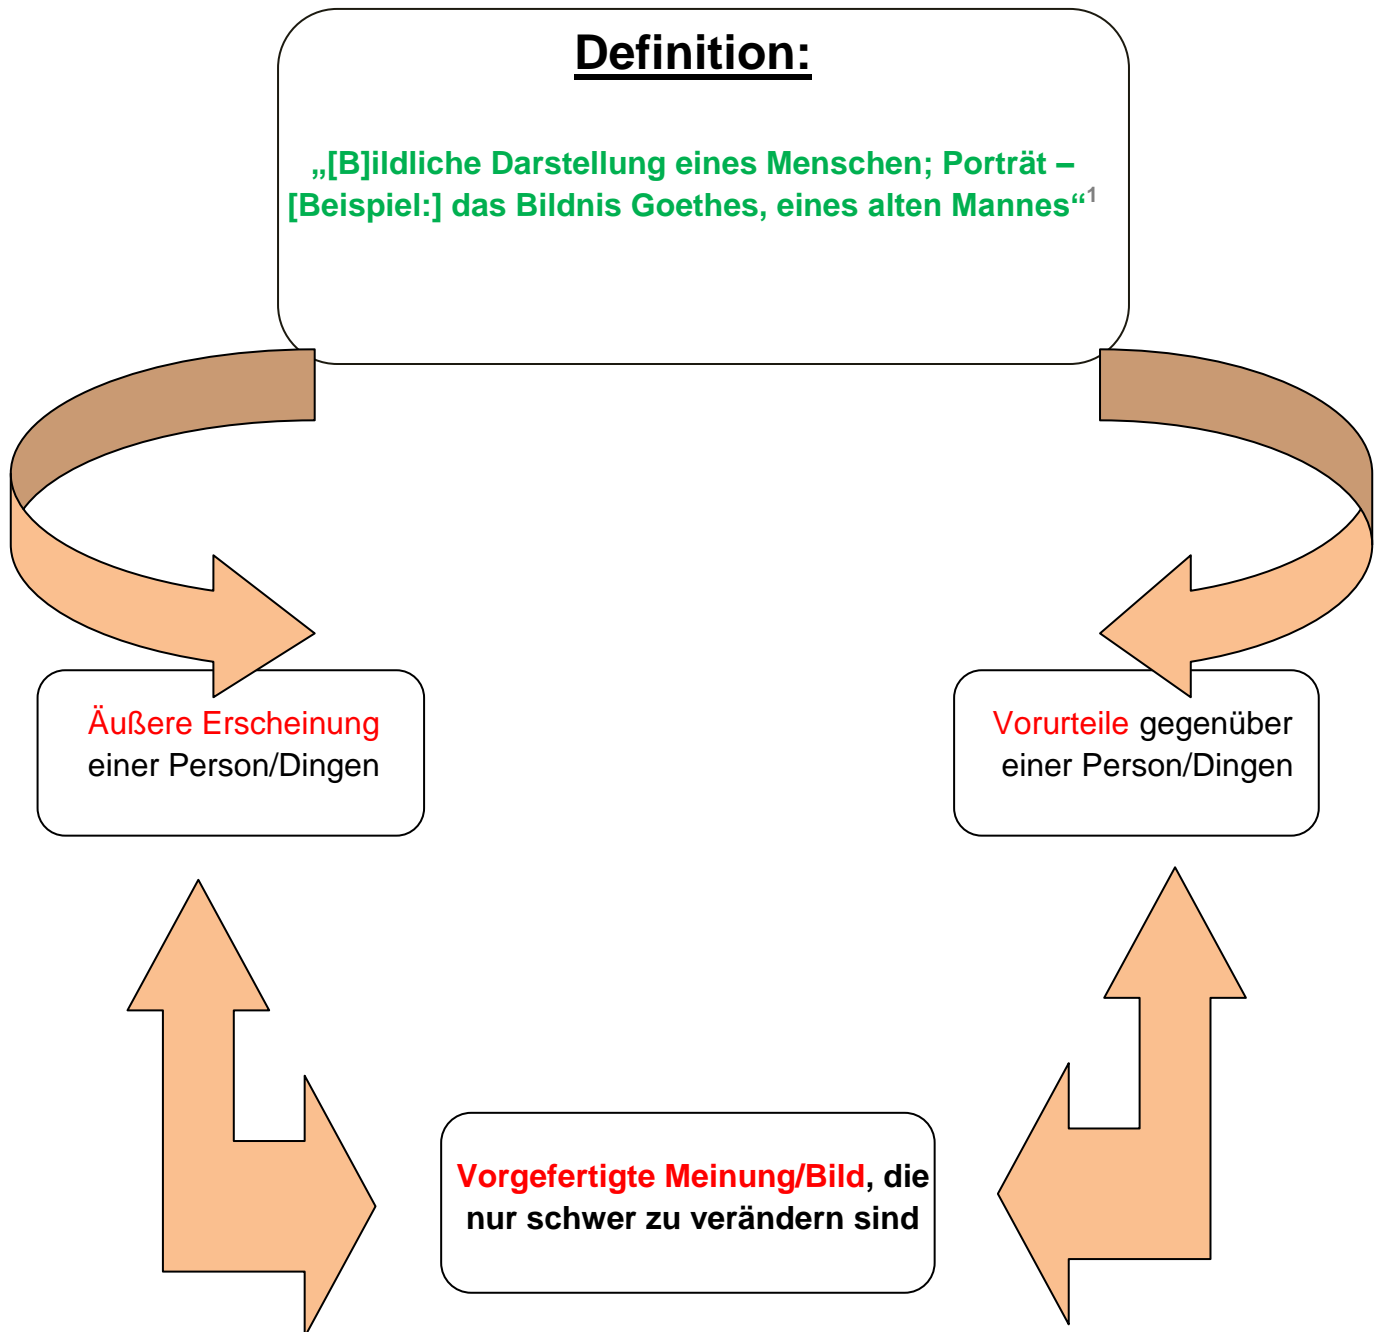 Definition:
„[B]ildliche Darstellung eines Menschen; Porträt –
[Beispiel:] das Bildnis Goethes, eines alten Mannes“1
Äußere Erscheinung
einer Person/Dingen
Vorurteile gegenüber
einer Person/Dingen
Vorgefertigte Meinung/Bild, die
nur schwer zu verändern sind